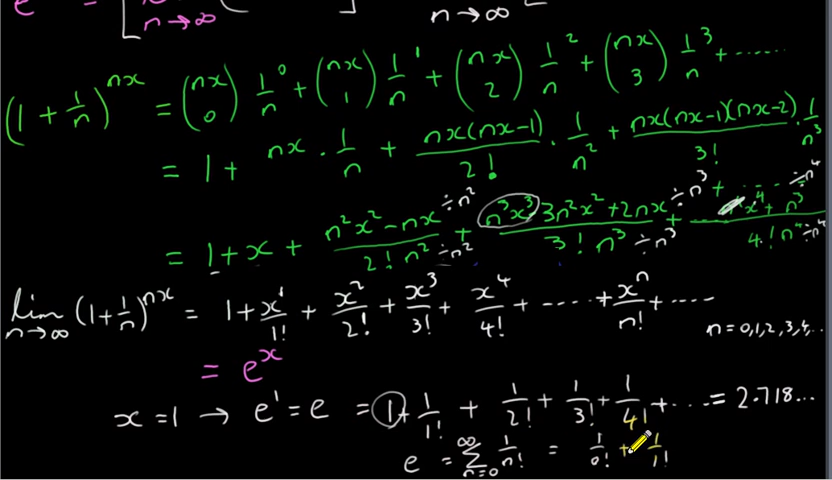 n→∞ n→∞
(1 + 1/n)^{nx} = (nx 0) 1/n^0 + (nx 1) 1/n^1 + (nx 2) 1/n^2 + (nx 3) 1/n^3 + ......
= 1 + nx · 1/n + nx(nx-1)/2! · 1/n^2 + nx(nx-1)(nx-2)/3! · 1/n^3
= 1 + x + (n^2x^2 - nx ÷n^2)/(2! n^2 ÷n^2) + (n^3x^3 3n^2x^2 + 2nx ÷n^3)/(3! n^3 ÷n^3) + ...... x^4 + n^3 ÷n^4/(4! n^4 ÷n^4)
lim n→∞ (1 + 1/n)^{nx} = 1 + x^1/1! + x^2/2! + x^3/3! + x^4/4! + ...... + x^n/n! + ....
n = 0,1,2,3,4,..
= e^x
x = 1 → e^1 = e = 1 + 1/1! + 1/2! + 1/3! + 1/4! + .... = 2.718...
e = ∑_{n=0}^{∞} 1/n! = 1/0! + 1/1!